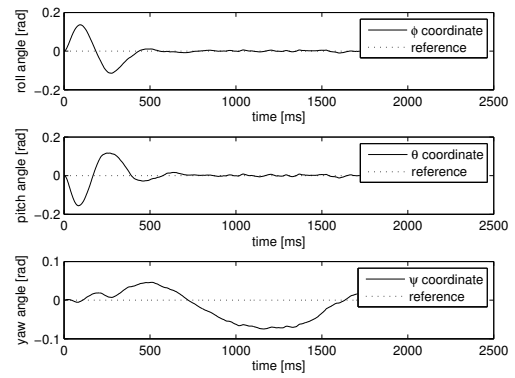 roll angle [rad]
0.2
0
−0.2
0 500 1000 1500 2000 2500
time [ms]
ϕ coordinate
reference
pitch angle [rad]
0.2
0
−0.2
0 500 1000 1500 2000 2500
time [ms]
θ coordinate
reference
yaw angle [rad]
0.1
0
−0.1
0 500 1000 1500 2000 2500
time [ms]
ψ coordinate
reference